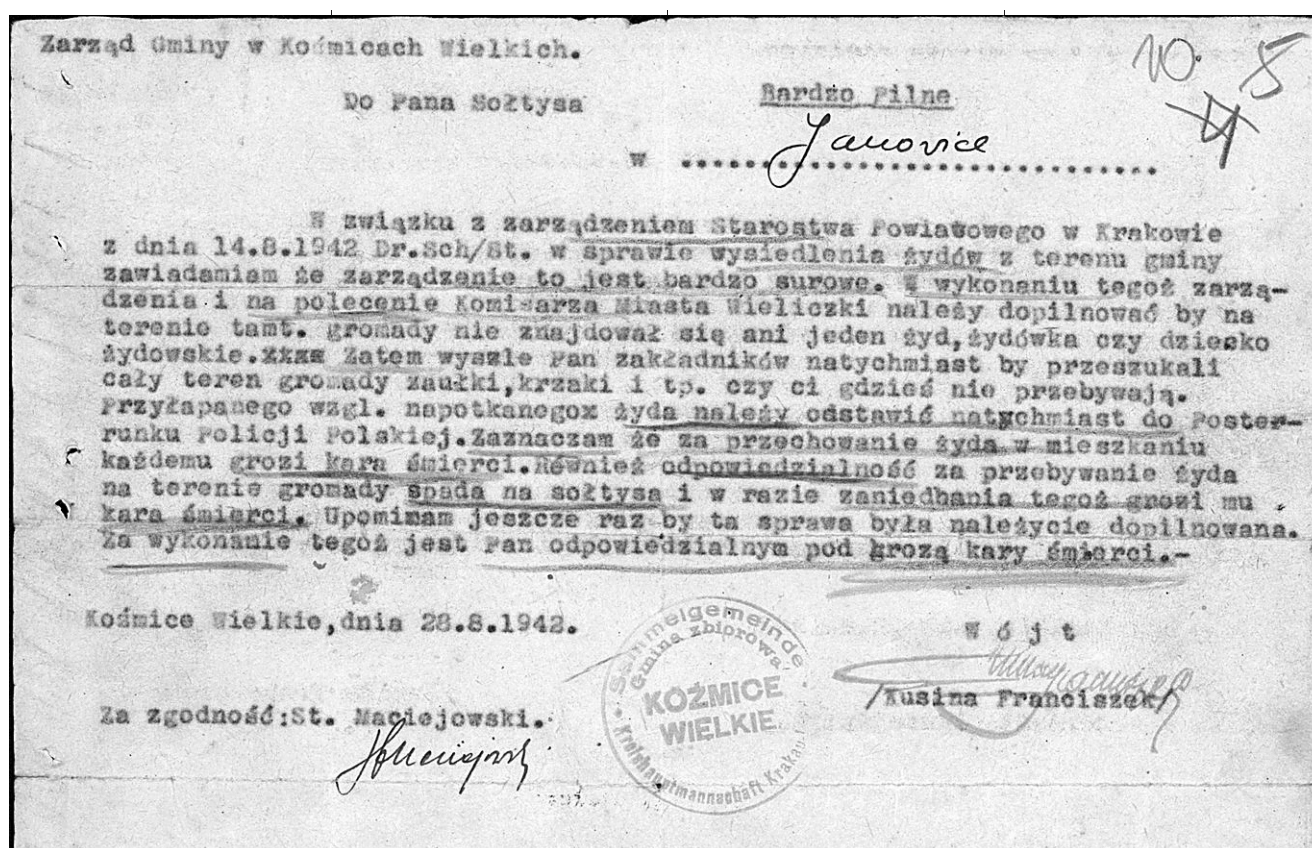 Zarząd Gminy w Koźmicach Wielkich.
10. 5
Do Pana Sołtysa
Bardzo Pilne
w Janovice
W związku z zarządzeniem Starostwa Powiatowego w Krakowie
z dnia 14.8.1942 Dr.Sch/St. w sprawie wysiedlenia żydów z terenu gminy
zawiadamiam że zarządzenie to jest bardzo surowe. W wykonaniu tegoż zarzą-
dzenia i na polecenie Komisarza Miasta Wieliczki należy dopilnować by na
terenie tamt. gromady nie znajdował się ani jeden żyd,żydówka czy dziecko
żydowskie.xxxx Zatem wyszle Pan zakładników natychmiast by przeszukali
cały teren gromady zaułki,krzaki i tp. czy ci gdzieś nie przebywają.
Przyłapanego wzgl. napotkanegox żyda należy odstawić natychmiast do Poster-
runku Policji Polskiej.Zaznaczam że za przechowanie żyda w mieszkaniu
każdemu grozi kara śmierci.Również odpowiedzialność za przebywanie żyda
na terenie gromady spada na sołtysa i w razie zaniedbania tegoż grozi mu
kara śmierci. Upominam jeszcze raz by ta sprawa była należycie dopilnowana.
Za wykonanie tegoż jest Pan odpowiedzialnym pod grozą kary śmierci.-
Koźmice Wielkie,dnia 28.8.1942.
W ó j t
/Kusina Franciszek/
Za zgodność:St. Maciejowski.
StMaciejowski
Sammelgemeinde
Gmina zbiorowa
KOŹMICE
WIELKIE
Kreishauptmannschaft Krakau